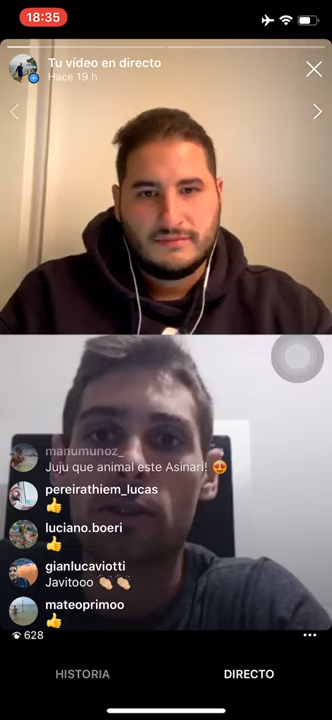 18:35
Tu vídeo en directo
Hace 19 h
manumunoz_
Juju que animal este Asinari! 😍
pereirathiem_lucas
👍
luciano.boeri
👍
gianlucaviotti
Javitooo 👏🏻👏🏻
mateoprimoo
👍
628
HISTORIA DIRECTO